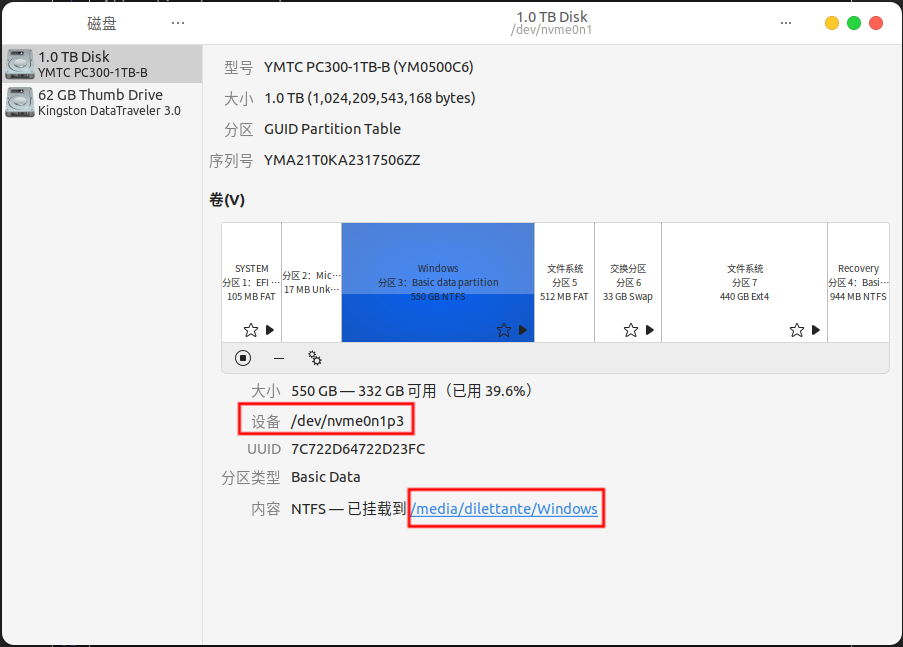 磁盘
···
1.0 TB Disk
/dev/nvme0n1
···
1.0 TB Disk
YMTC PC300-1TB-B
62 GB Thumb Drive
Kingston DataTraveler 3.0
型号 YMTC PC300-1TB-B (YM0500C6)
大小 1.0 TB (1,024,209,543,168 bytes)
分区 GUID Partition Table
序列号 YMA21T0KA2317506ZZ
卷(V)
SYSTEM
分区 1：EFI ···
105 MB FAT
分区 2：Mic···
17 MB Unk···
Windows
分区 3：Basic data partition
550 GB NTFS
文件系统
分区 5
512 MB FAT
交换分区
分区 6
33 GB Swap
文件系统
分区 7
440 GB Ext4
Recovery
分区 4：Basi···
944 MB NTFS
大小 550 GB — 332 GB 可用（已用 39.6%）
设备 /dev/nvme0n1p3
UUID 7C722D64722D23FC
分区类型 Basic Data
内容 NTFS — 已挂载到 /media/dilettante/Windows